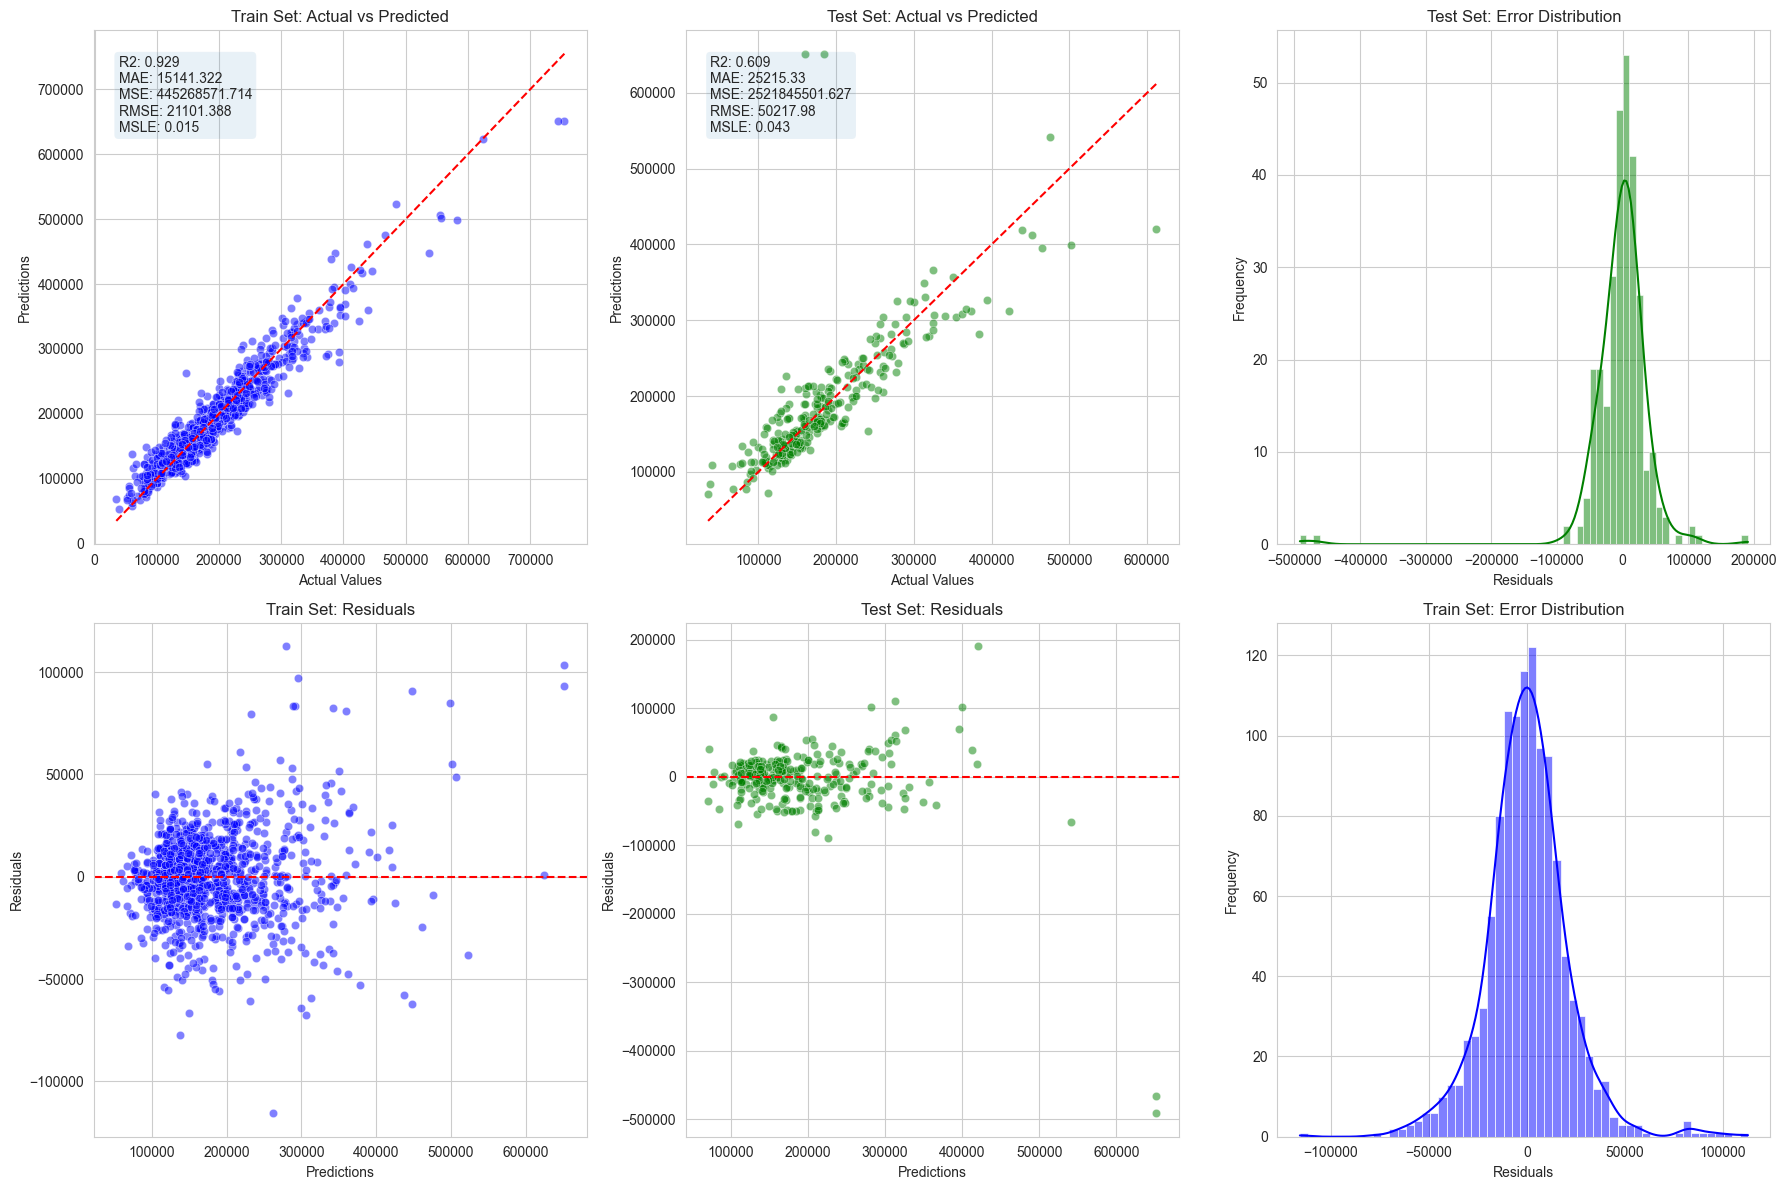 Train Set: Actual vs Predicted
R2: 0.929
MAE: 15141.322
MSE: 445268571.714
RMSE: 21101.388
MSLE: 0.015
Predictions
700000
600000
500000
400000
300000
200000
100000
0
0 100000 200000 300000 400000 500000 600000 700000
Actual Values
Test Set: Actual vs Predicted
R2: 0.609
MAE: 25215.33
MSE: 2521845501.627
RMSE: 50217.98
MSLE: 0.043
Predictions
600000
500000
400000
300000
200000
100000
100000 200000 300000 400000 500000 600000
Actual Values
Test Set: Error Distribution
Frequency
50
40
30
20
10
0
−500000 −400000 −300000 −200000 −100000 0 100000 200000
Residuals
Train Set: Residuals
Residuals
100000
50000
0
−50000
−100000
100000 200000 300000 400000 500000 600000
Predictions
Test Set: Residuals
Residuals
200000
100000
0
−100000
−200000
−300000
−400000
−500000
100000 200000 300000 400000 500000 600000
Predictions
Train Set: Error Distribution
Frequency
120
100
80
60
40
20
0
−100000 −50000 0 50000 100000
Residuals